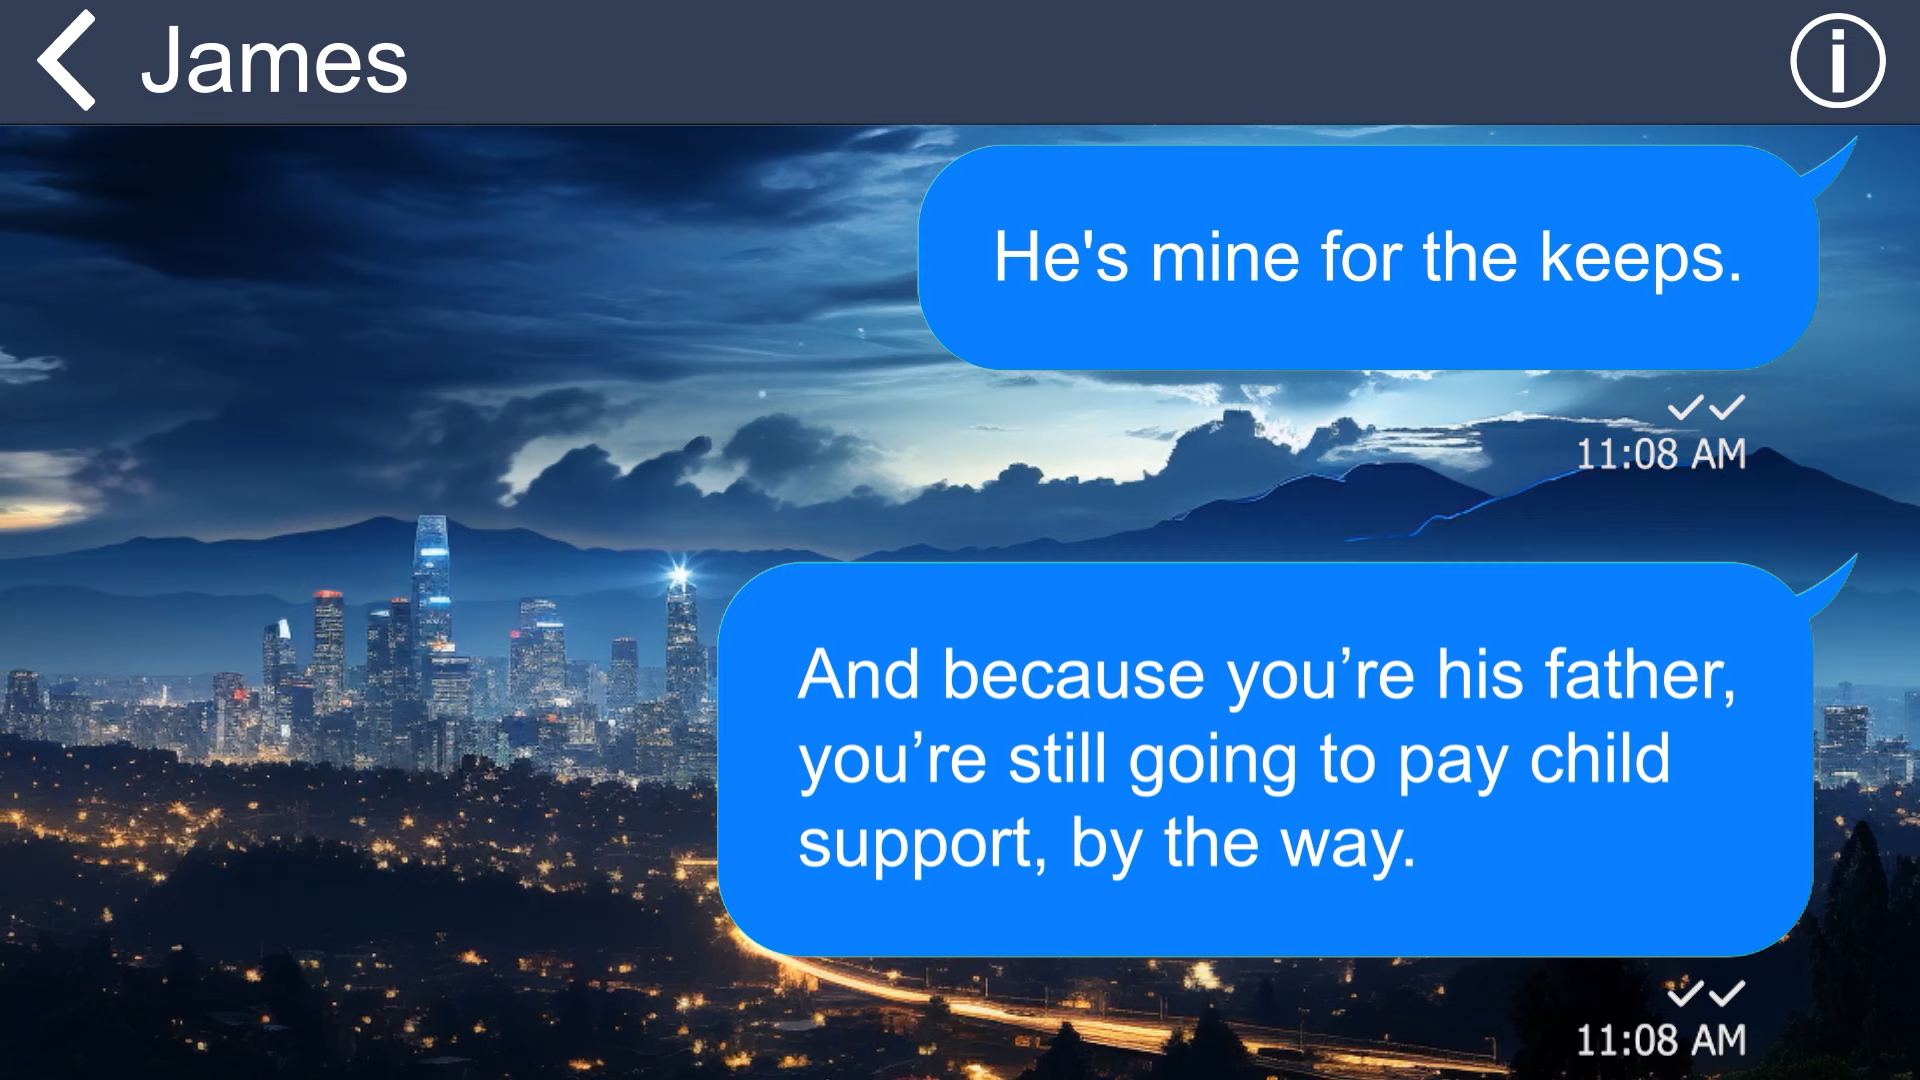 James
He's mine for the keeps.
11:08 AM
And because you’re his father,
you’re still going to pay child
support, by the way.
11:08 AM